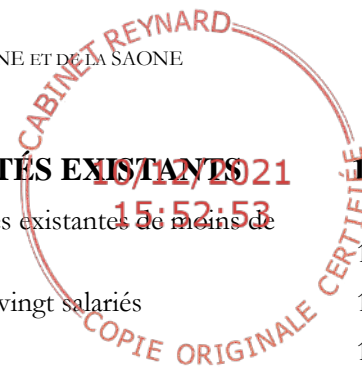 CABINET REYNARD
NE ET DE LA SAONE
TÉS EXISTANTS 1
10/12/2021
es existantes de moins de
15:52:53
1
vingt salariés 1
1
COPIE ORIGINALE CERTIFIÉE